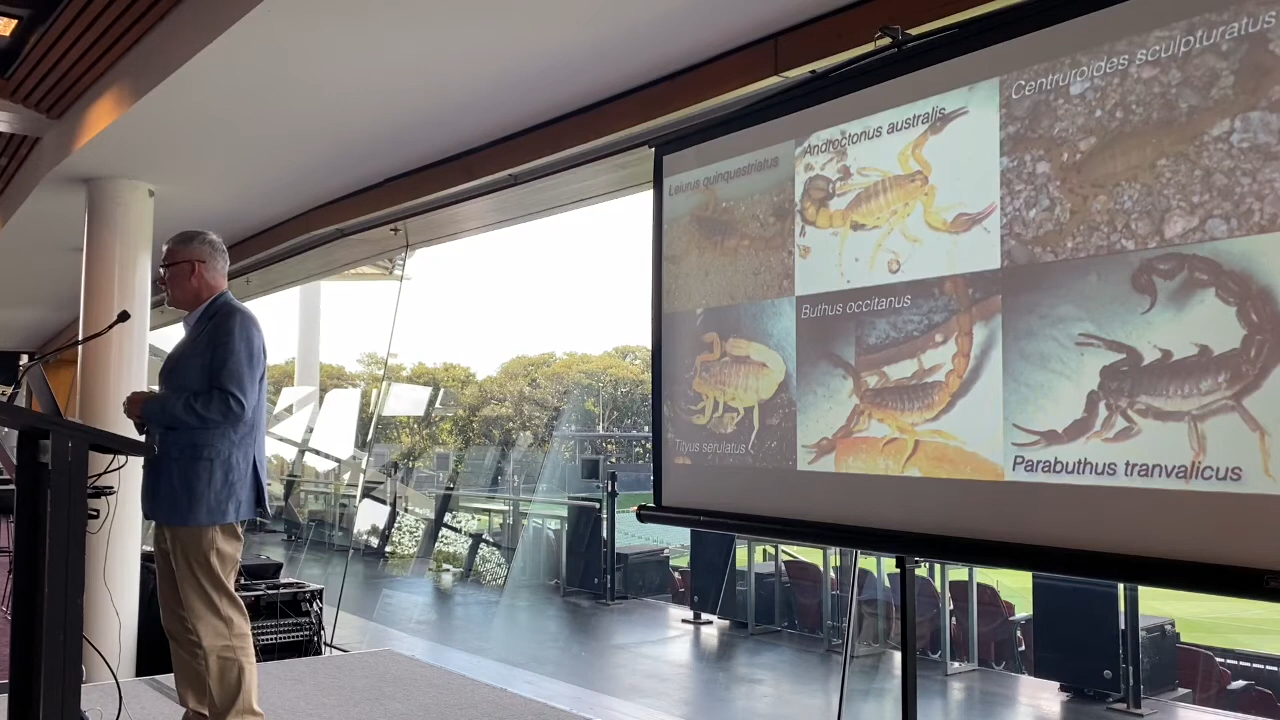 Leiurus quinquestriatus
Androctonus australis
Centruroides sculpturatus
Tityus serulatus
Buthus occitanus
Parabuthus tranvalicus